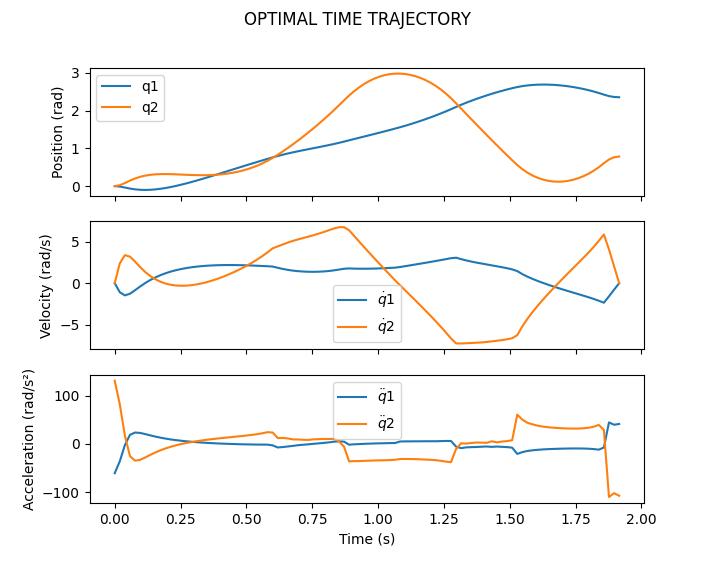 OPTIMAL TIME TRAJECTORY
Position (rad)
3
2
1
0
q1
q2
Velocity (rad/s)
5
0
−5
q̇1
q̇2
Acceleration (rad/s²)
100
0
−100
q̈1
q̈2
0.00 0.25 0.50 0.75 1.00 1.25 1.50 1.75 2.00
Time (s)